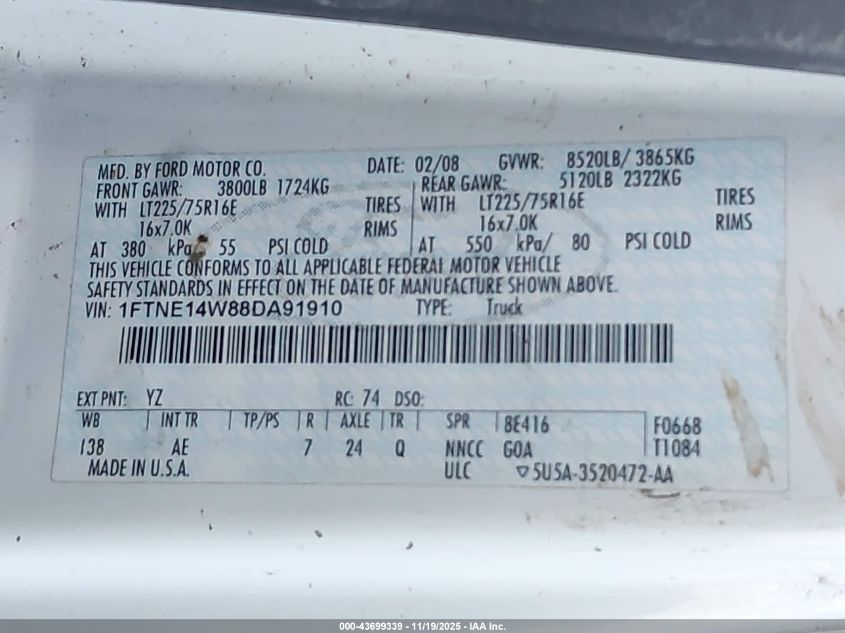 MFD. BY FORD MOTOR CO. DATE: 02/08 GVWR: 8520LB/ 3865KG
FRONT GAWR: 3800LB 1724KG REAR GAWR: 5120LB 2322KG
WITH LT225/75R16E TIRES WITH LT225/75R16E TIRES
16x7.0K RIMS 16x7.0K RIMS
AT 380 kPa/ 55 PSI COLD AT 550 kPa/ 80 PSI COLD
THIS VEHICLE CONFORMS TO ALL APPLICABLE FEDERAL MOTOR VEHICLE
SAFETY STANDARDS IN EFFECT ON THE DATE OF MANUFACTURE SHOWN ABOVE.
VIN: 1FTNE14W88DA91910 TYPE: Truck
EXT PNT: YZ RC: 74 DSO:
WB INT TR TP/PS R AXLE TR SPR 8E416 F0668
138 AE 7 24 Q NNCC GOA T1084
MADE IN U.S.A. ULC 5U5A-3520472-AA
000-43699339 - 11/19/2025 - IAA Inc.